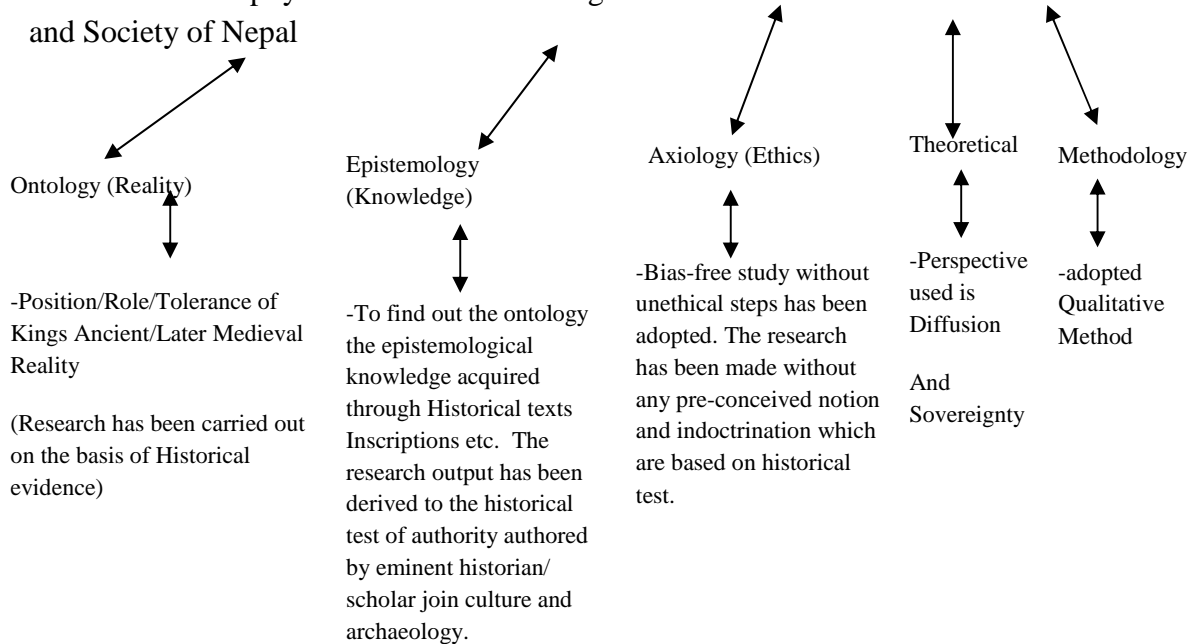 and Society of Nepal
Ontology (Reality)
-Position/Role/Tolerance of
Kings Ancient/Later Medieval
Reality
(Research has been carried out
on the basis of Historical
evidence)
Epistemology
(Knowledge)
-To find out the ontology
the epistemological
knowledge acquired
through Historical texts
Inscriptions etc. The
research output has been
derived to the historical
test of authority authored
by eminent historian/
scholar join culture and
archaeology.
Axiology (Ethics)
-Bias-free study without
unethical steps has been
adopted. The research
has been made without
any pre-conceived notion
and indoctrination which
are based on historical
test.
Theoretical
-Perspective
used is
Diffusion
And
Sovereignty
Methodology
-adopted
Qualitative
Method